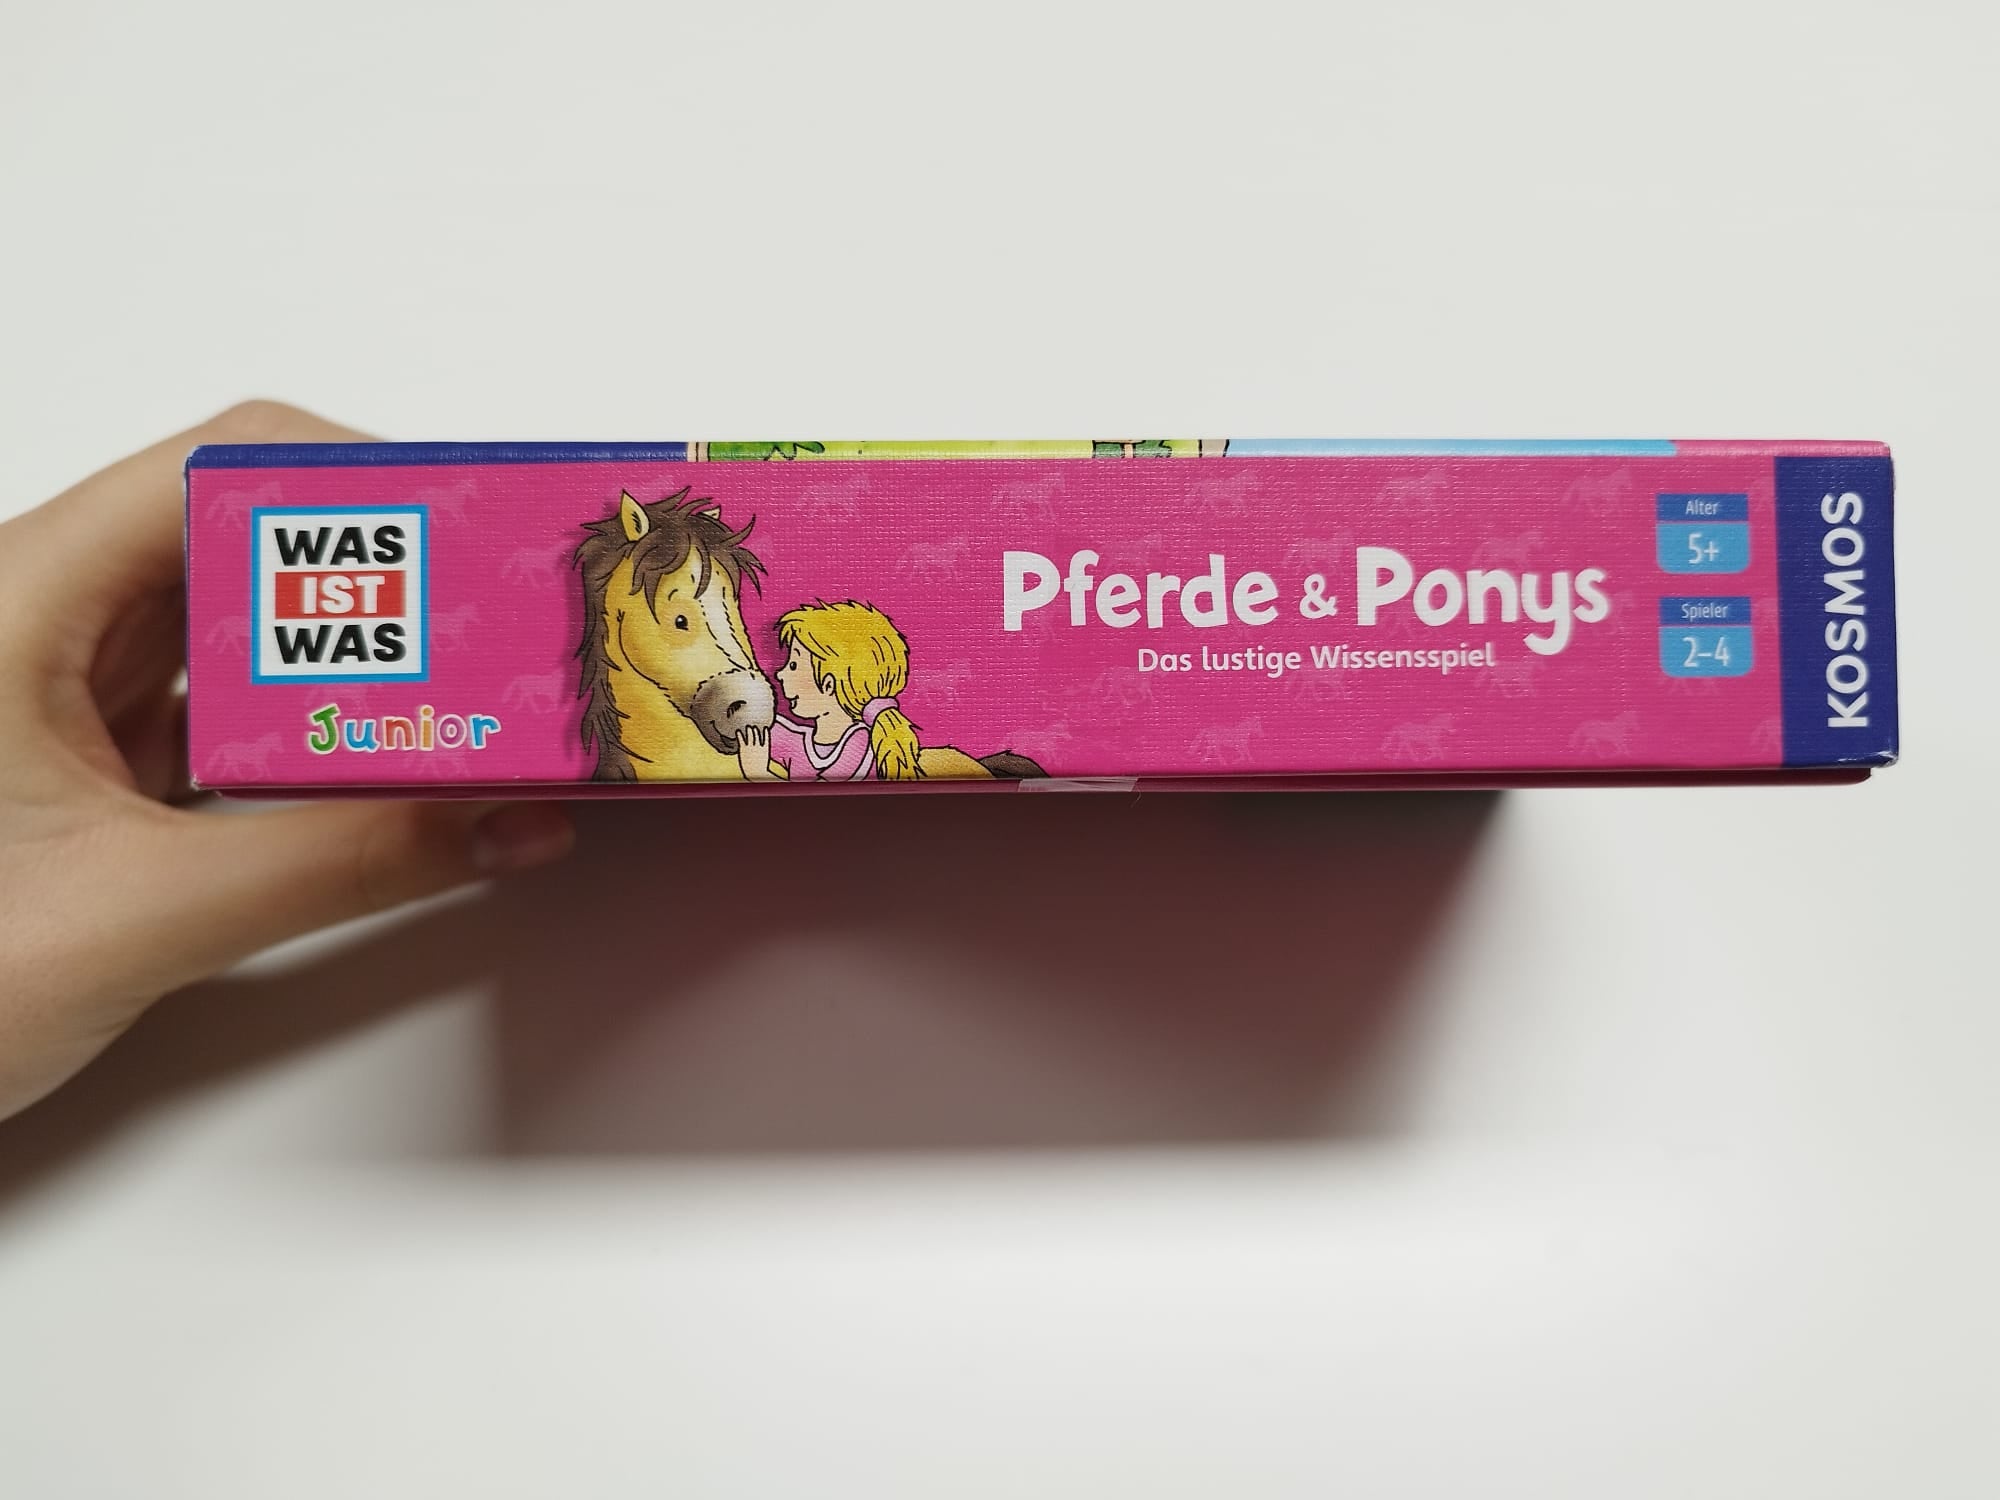 WAS
IST
WAS
Junior
Pferde & Ponys
Das lustige Wissensspiel
Alter
5+
Spieler
2–4
KOSMOS